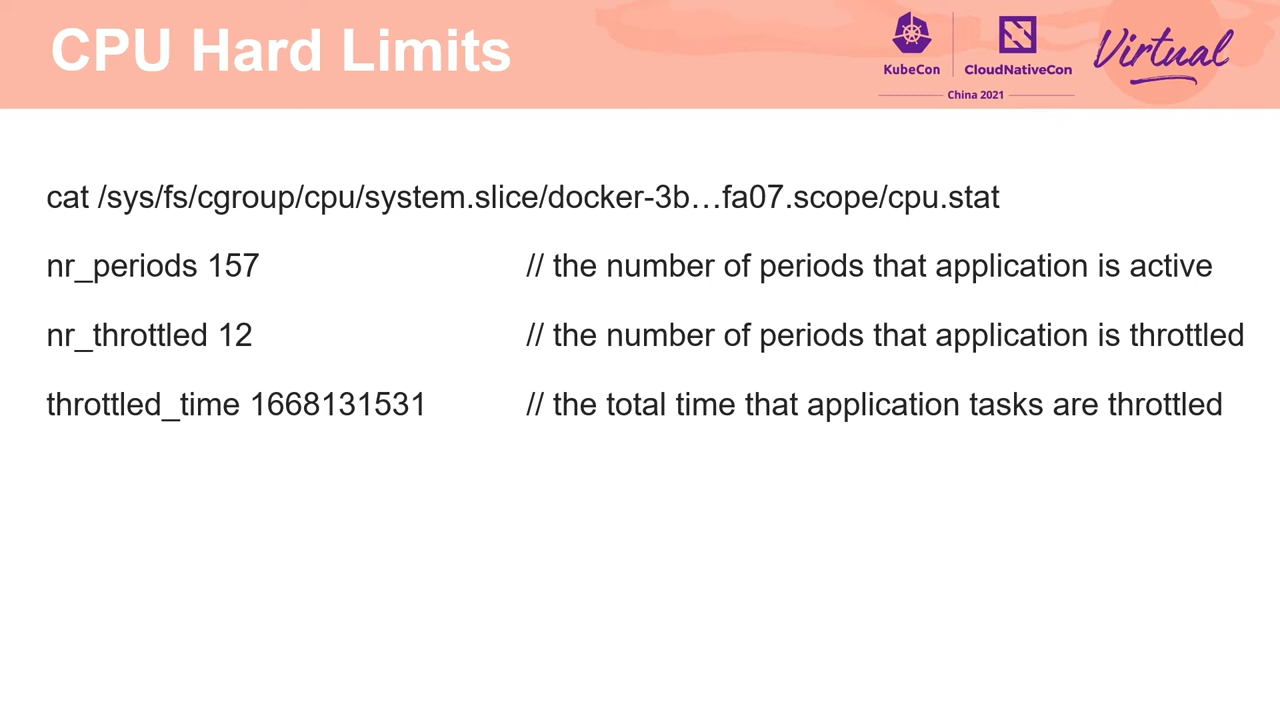 CPU Hard Limits
KubeCon
CloudNativeCon
China 2021
Virtual
cat /sys/fs/cgroup/cpu/system.slice/docker-3b…fa07.scope/cpu.stat
nr_periods 157 // the number of periods that application is active
nr_throttled 12 // the number of periods that application is throttled
throttled_time 1668131531 // the total time that application tasks are throttled